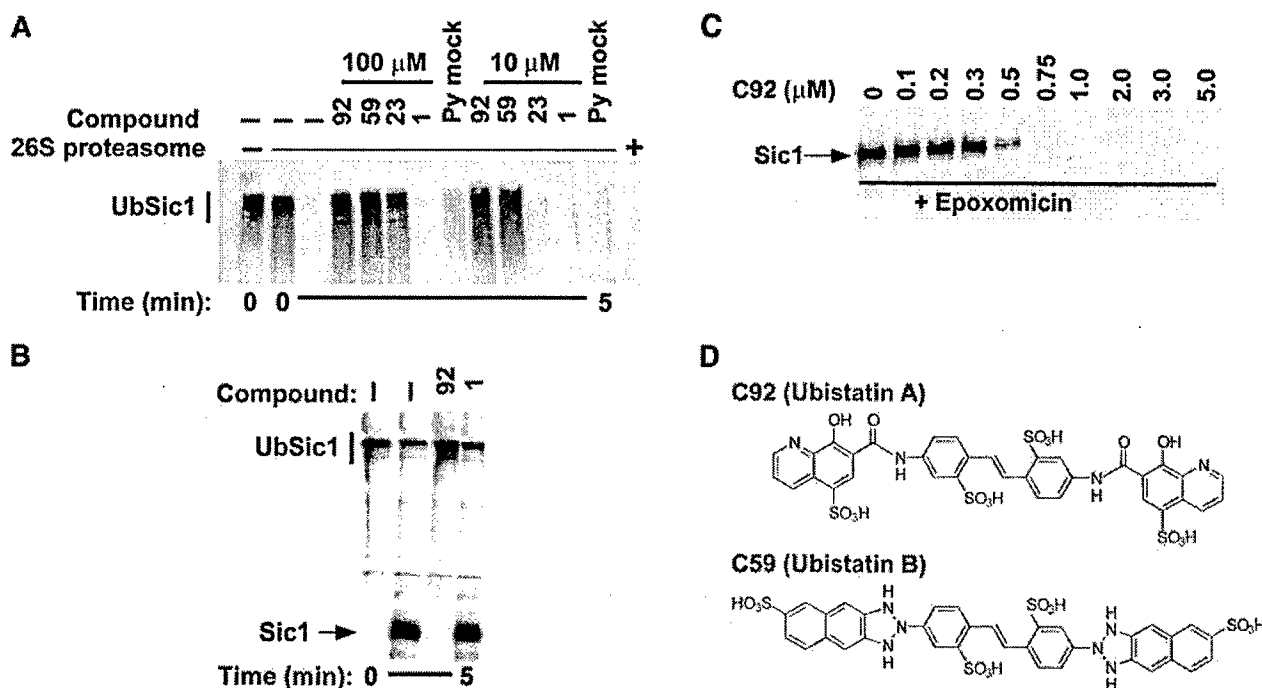 A
100 μM
10 μM
Compound – – – 92 59 23 1 Py mock 92 59 23 1 Py mock
26S proteasome – +
UbSic1
Time (min): 0 0 5
B
Compound: – – 92 1
UbSic1
Sic1
Time (min): 0 5
C
C92 (μM) 0 0.1 0.2 0.3 0.5 0.75 1.0 2.0 3.0 5.0
Sic1
+ Epoxomicin
D
C92 (Ubistatin A)
OH O SO₃H O OH
N NH N H N
SO₃H SO₃H SO₃H
C59 (Ubistatin B)
HO₃S H N N N H SO₃H H N N N H SO₃H
SO₃H